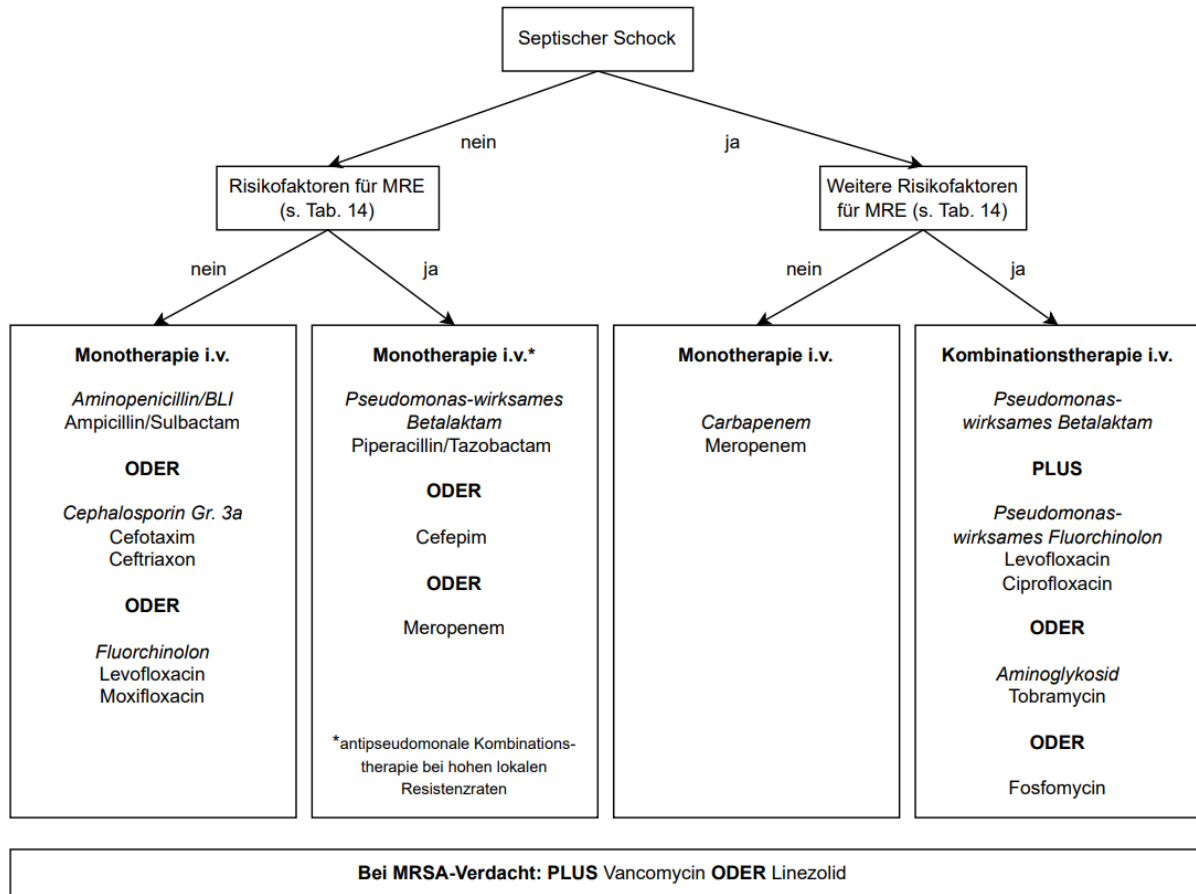 Septischer Schock
nein
ja
Risikofaktoren für MRE
(s. Tab. 14)
Weitere Risikofaktoren
für MRE (s. Tab. 14)
nein
ja
nein
ja
Monotherapie i.v.
Aminopenicillin/BLI
Ampicillin/Sulbactam
ODER
Cephalosporin Gr. 3a
Cefotaxim
Ceftriaxon
ODER
Fluorchinolon
Levofloxacin
Moxifloxacin
Monotherapie i.v.*
Pseudomonas-wirksames
Betalaktam
Piperacillin/Tazobactam
ODER
Cefepim
ODER
Meropenem
*antipseudomonale Kombinations-
therapie bei hohen lokalen
Resistenzraten
Monotherapie i.v.
Carbapenem
Meropenem
Kombinationstherapie i.v.
Pseudomonas-
wirksames Betalaktam
PLUS
Pseudomonas-
wirksames Fluorchinolon
Levofloxacin
Ciprofloxacin
ODER
Aminoglykosid
Tobramycin
ODER
Fosfomycin
Bei MRSA-Verdacht: PLUS Vancomycin ODER Linezolid